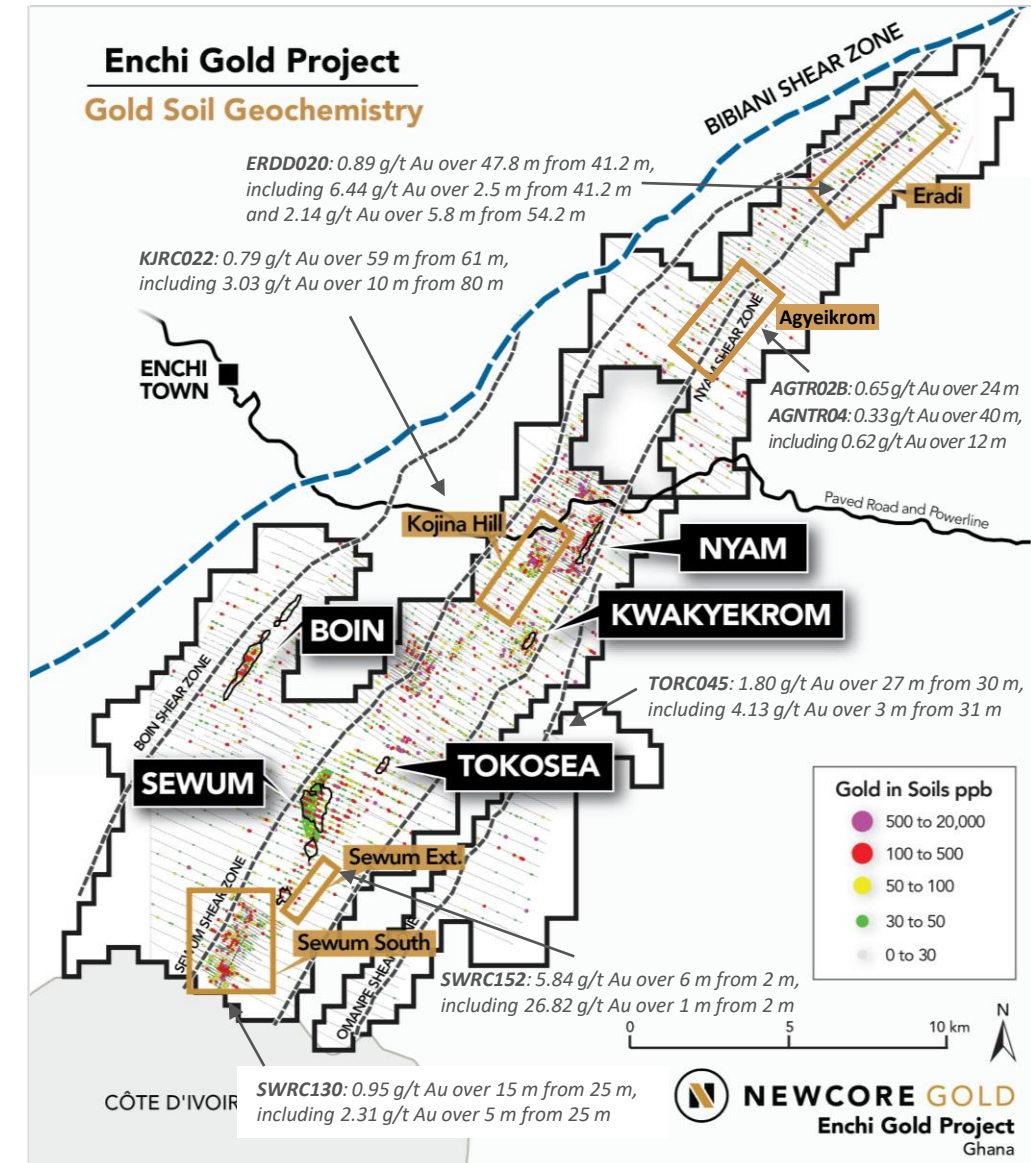 Enchi Gold Project
Gold Soil Geochemistry
BIBIANI SHEAR ZONE
ERDD020: 0.89 g/t Au over 47.8 m from 41.2 m,
including 6.44 g/t Au over 2.5 m from 41.2 m
and 2.14 g/t Au over 5.8 m from 54.2 m
Eradi
KJRC022: 0.79 g/t Au over 59 m from 61 m,
including 3.03 g/t Au over 10 m from 80 m
Agyeikrom
NYAM SHEAR ZONE
ENCHI
TOWN
AGTR02B: 0.65 g/t Au over 24 m
AGNTR04: 0.33 g/t Au over 40 m,
including 0.62 g/t Au over 12 m
Paved Road and Powerline
Kojina Hill
NYAM
KWAKYEKROM
BOIN
BOIN SHEAR ZONE
TORC045: 1.80 g/t Au over 27 m from 30 m,
including 4.13 g/t Au over 3 m from 31 m
TOKOSEA
SEWUM
Gold in Soils ppb
500 to 20,000
100 to 500
50 to 100
30 to 50
0 to 30
Sewum Ext.
SEWUM SHEAR ZONE
Sewum South
OMANPE SHEAR ZONE
SWRC152: 5.84 g/t Au over 6 m from 2 m,
including 26.82 g/t Au over 1 m from 2 m
0 5 10 km
N
CÔTE D'IVOIR
SWRC130: 0.95 g/t Au over 15 m from 25 m,
including 2.31 g/t Au over 5 m from 25 m
NEWCORE GOLD
Enchi Gold Project
Ghana